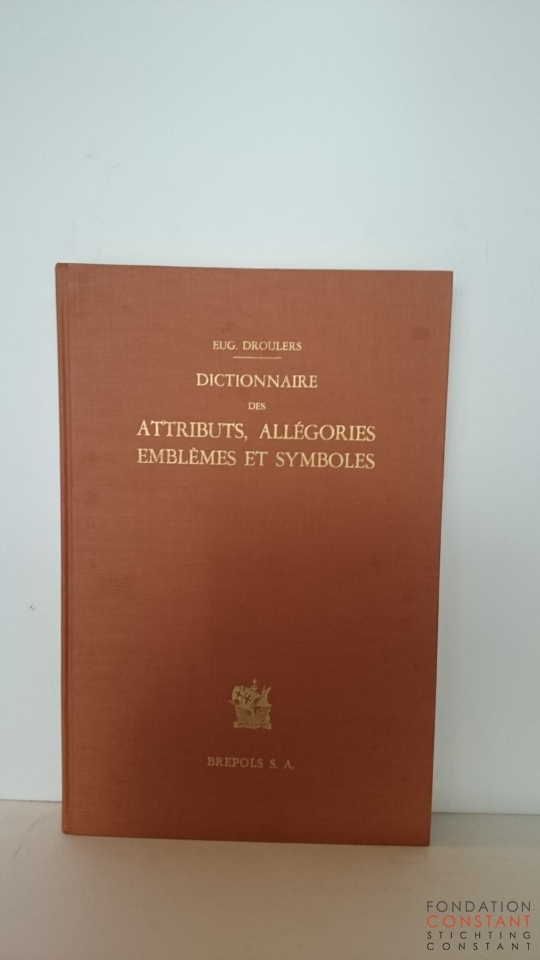 EUG. DROULERS
DICTIONNAIRE
DES
ATTRIBUTS, ALLÉGORIES
EMBLÈMES ET SYMBOLES
BREPOLS S. A.
FONDATION
CONSTANT
STICHTING
CONSTANT